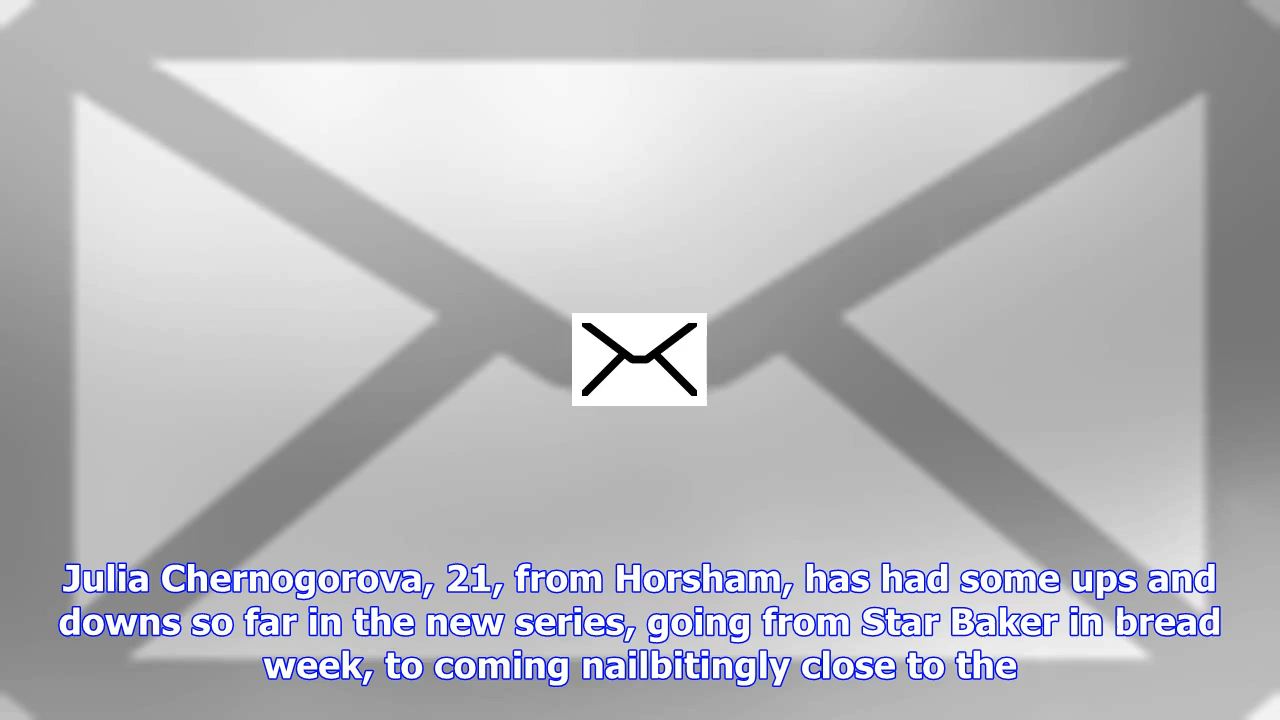 Julia Chernogorova, 21, from Horsham, has had some ups and
downs so far in the new series, going from Star Baker in bread
week, to coming nailbitingly close to the